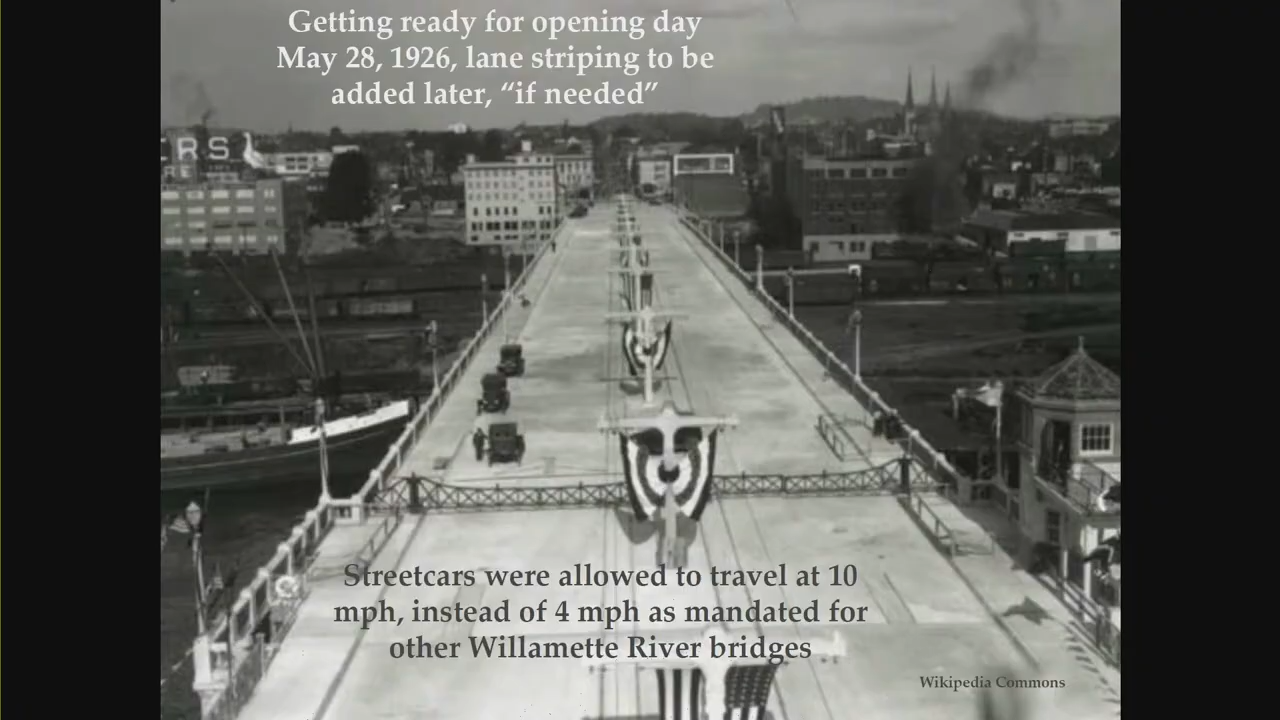 Getting ready for opening day
May 28, 1926, lane striping to be
added later, “if needed”
RS
Streetcars were allowed to travel at 10
mph, instead of 4 mph as mandated for
other Willamette River bridges
Wikipedia Commons